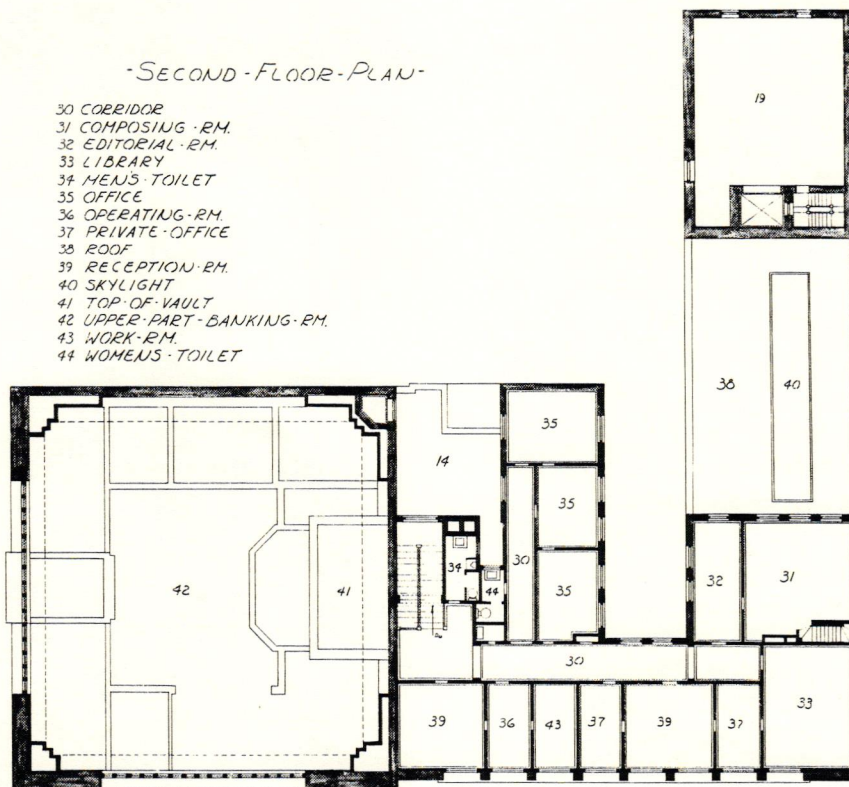 -SECOND-FLOOR-PLAN-
30 CORRIDOR
31 COMPOSING-RM.
32 EDITORIAL-RM.
33 LIBRARY
34 MENS-TOILET
35 OFFICE
36 OPERATING-RM.
37 PRIVATE-OFFICE
38 ROOF
39 RECEPTION-RM.
40 SKYLIGHT
41 TOP-OF-VAULT
42 UPPER-PART-BANKING-RM.
43 WORK-RM.
44 WOMENS-TOILET
19
38
40
35
14
35
30
34
44
35
32
31
42
41
30
39
36
43
37
39
37
33